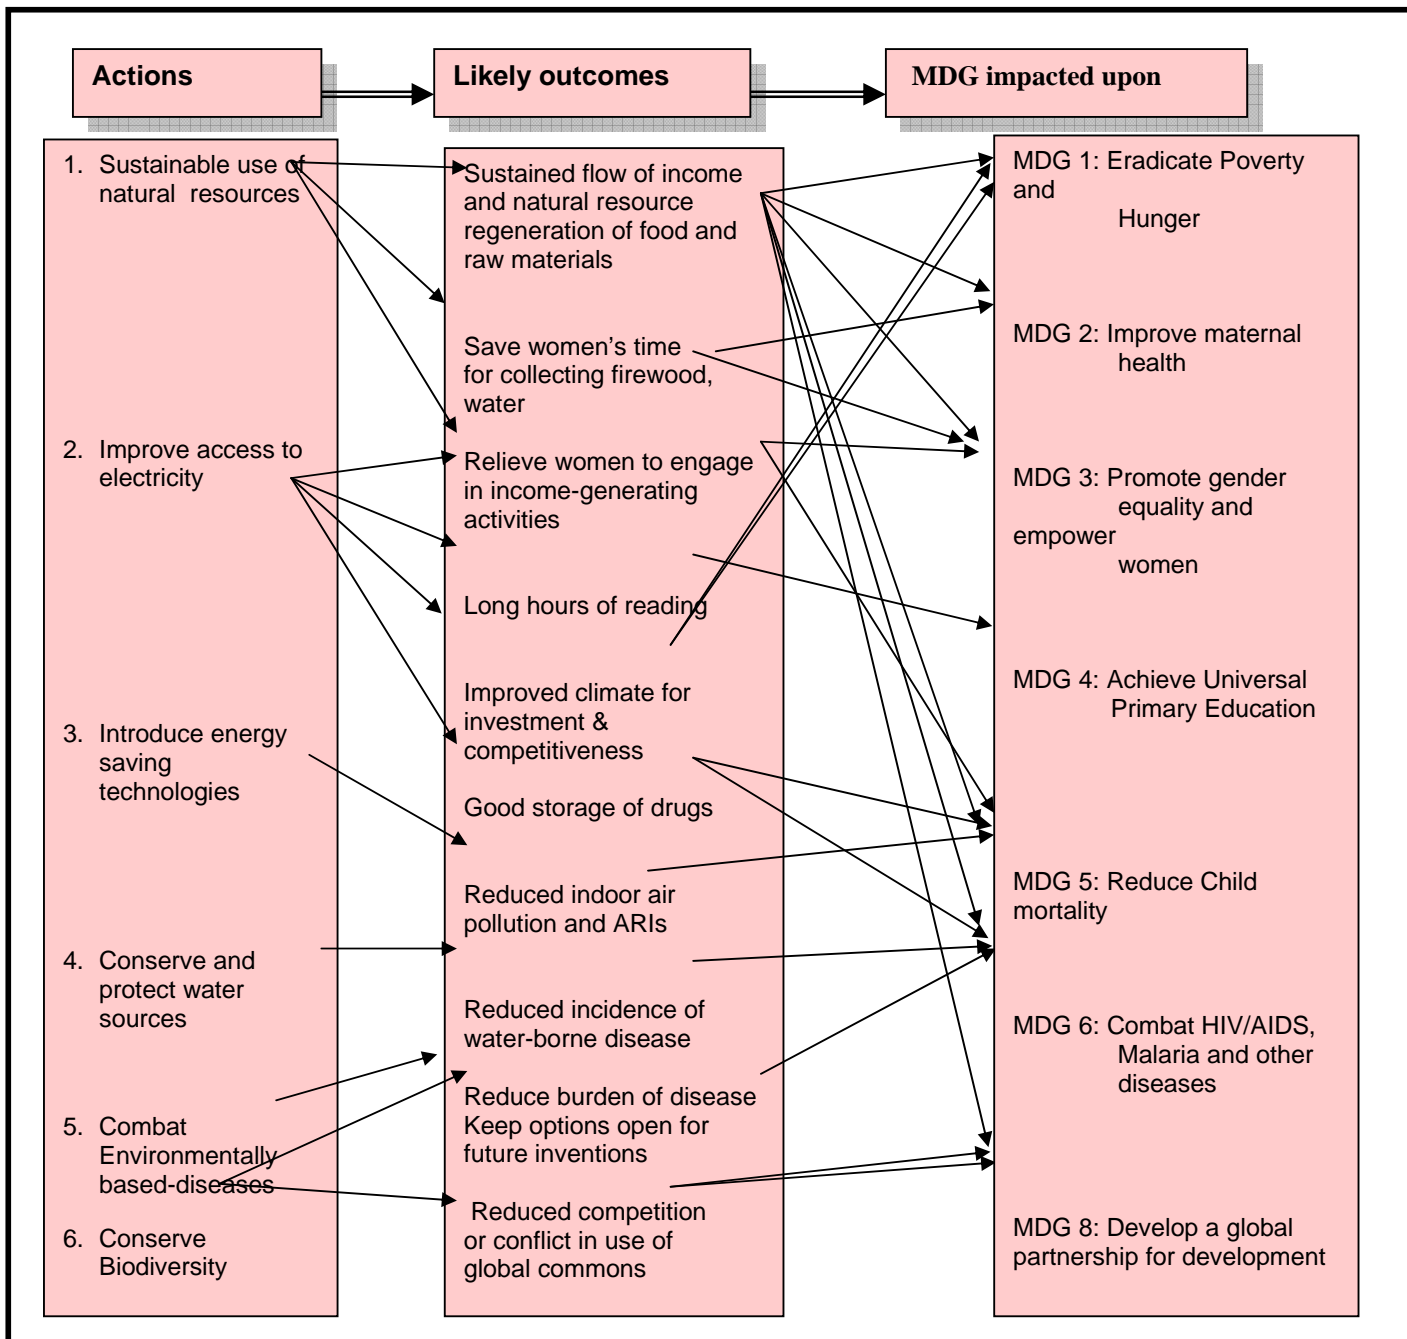 Actions
Likely outcomes
MDG impacted upon
1. Sustainable use of
natural resources
2. Improve access to
electricity
3. Introduce energy
saving
technologies
4. Conserve and
protect water
sources
5. Combat
Environmentally
based-diseases
6. Conserve
Biodiversity
Sustained flow of income
and natural resource
regeneration of food and
raw materials
Save women’s time
for collecting firewood,
water
Relieve women to engage
in income-generating
activities
Long hours of reading
Improved climate for
investment &
competitiveness
Good storage of drugs
Reduced indoor air
pollution and ARIs
Reduced incidence of
water-borne disease
Reduce burden of disease
Keep options open for
future inventions
Reduced competition
or conflict in use of
global commons
MDG 1: Eradicate Poverty
and
Hunger
MDG 2: Improve maternal
health
MDG 3: Promote gender
equality and
empower
women
MDG 4: Achieve Universal
Primary Education
MDG 5: Reduce Child
mortality
MDG 6: Combat HIV/AIDS,
Malaria and other
diseases
MDG 8: Develop a global
partnership for development